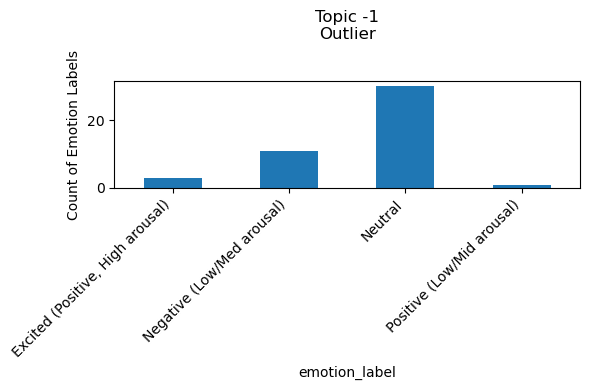 Topic -1
Outlier
Count of Emotion Labels
20
0
Excited (Positive, High arousal)
Negative (Low/Med arousal)
Neutral
Positive (Low/Mid arousal)
emotion_label